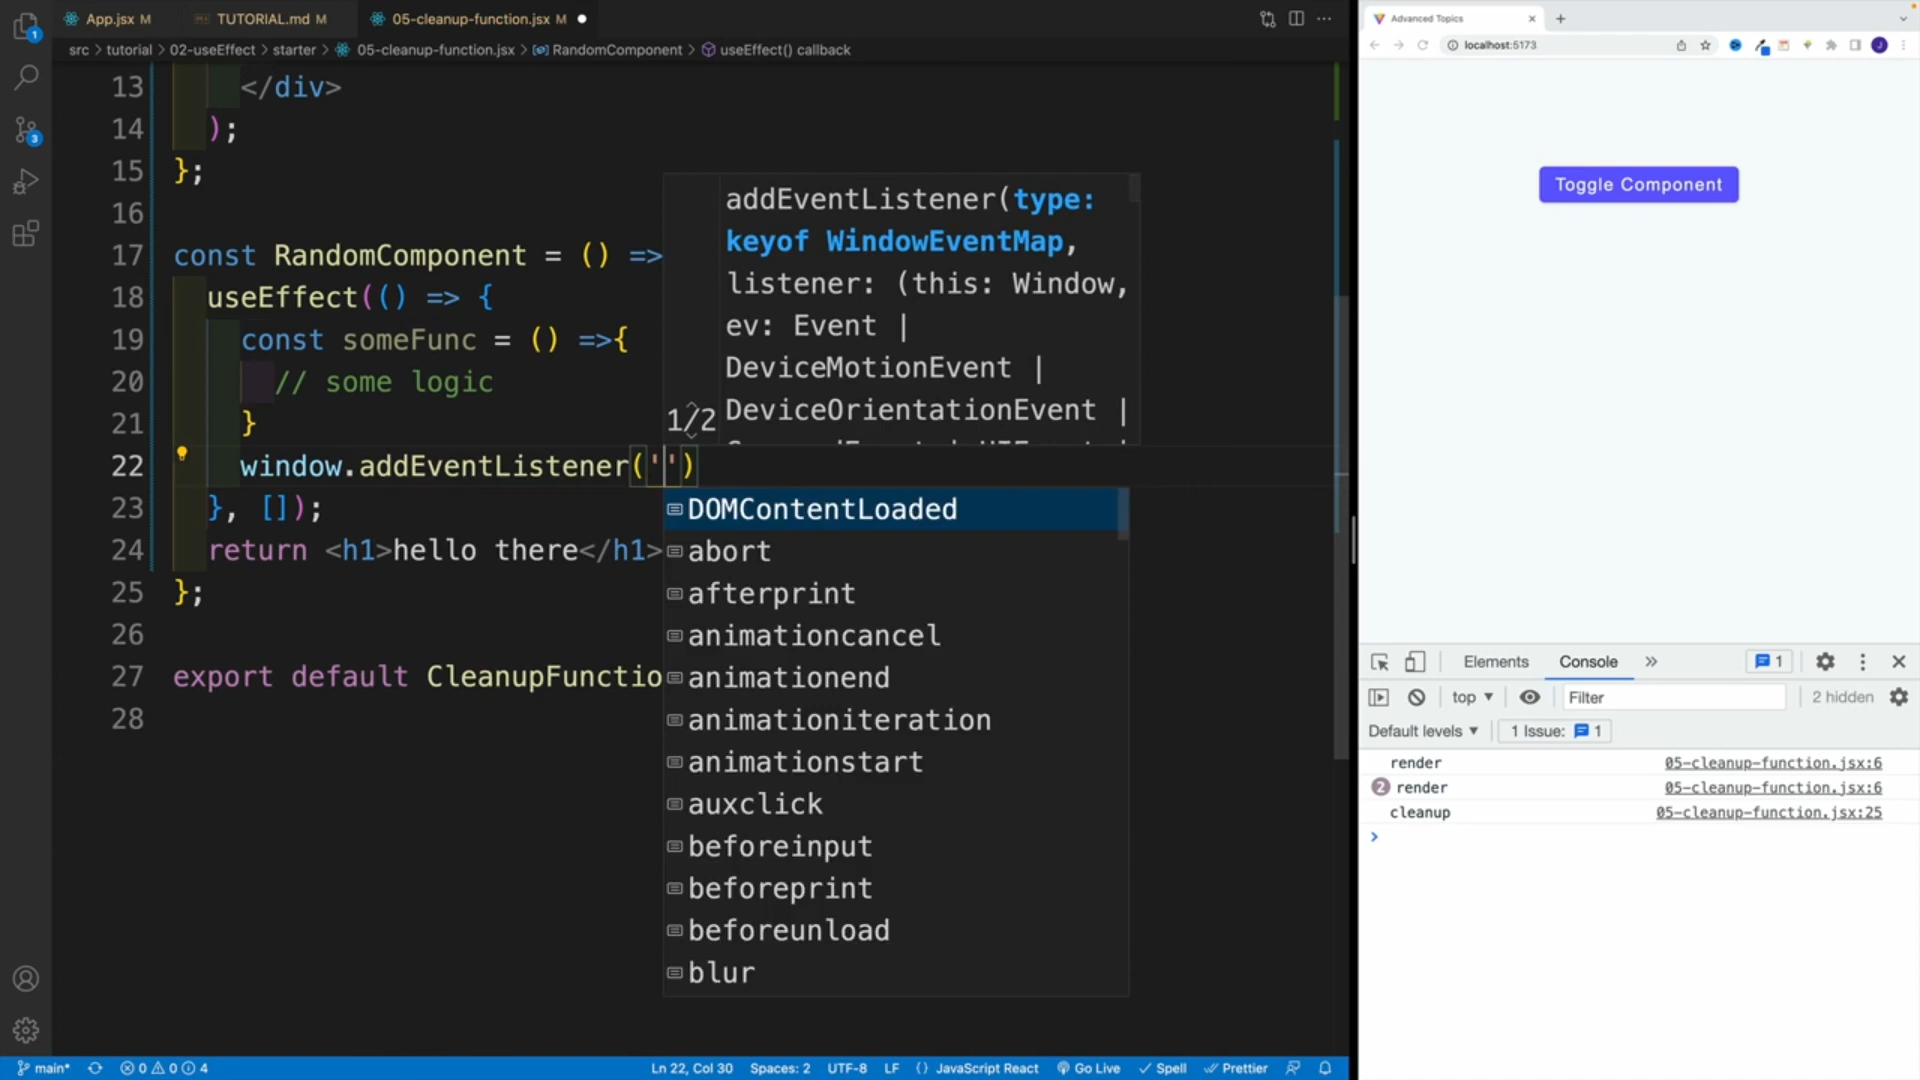 App.jsx M
TUTORIAL.md M
05-cleanup-function.jsx M
src > tutorial > 02-useEffect > starter > 05-cleanup-function.jsx > RandomComponent > useEffect() callback
13 </div>
14 );
15 };
16
17 const RandomComponent = () =>
18 useEffect(() => {
19 const someFunc = () =>{
20 // some logic
21 }
22 window.addEventListener('')
23 }, []);
24 return <h1>hello there</h1>
25 };
26
27 export default CleanupFunctio
28
addEventListener(type:
keyof WindowEventMap,
listener: (this: Window,
ev: Event |
DeviceMotionEvent |
1/2 DeviceOrientationEvent |
DOMContentLoaded
abort
afterprint
animationcancel
animationend
animationiteration
animationstart
auxclick
beforeinput
beforeprint
beforeunload
blur
main* 0 0 4
Ln 22, Col 30 Spaces: 2 UTF-8 LF {} JavaScript React Go Live Spell Prettier
1
3
Advanced Topics
localhost:5173
J
Toggle Component
Elements Console » 1
top Filter 2 hidden
Default levels 1 Issue: 1
render 05-cleanup-function.jsx:6
2 render 05-cleanup-function.jsx:6
cleanup 05-cleanup-function.jsx:25
>